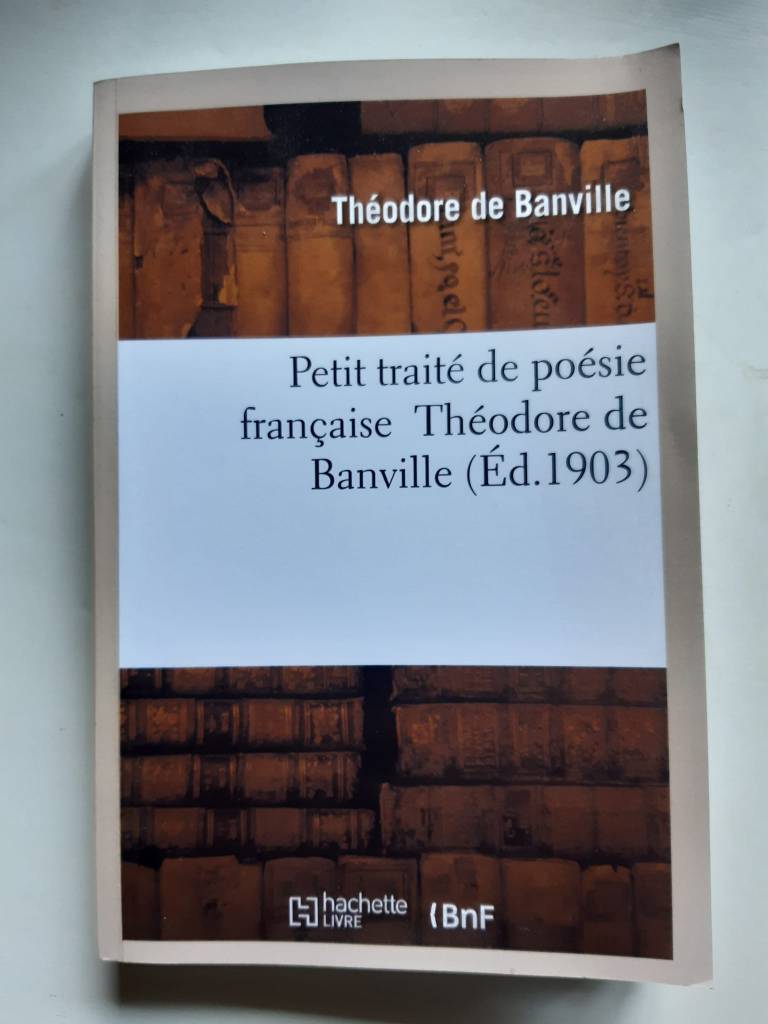 Théodore de Banville
Petit traité de poésie
française Théodore de
Banville (Éd.1903)
hachette
LIVRE
BnF